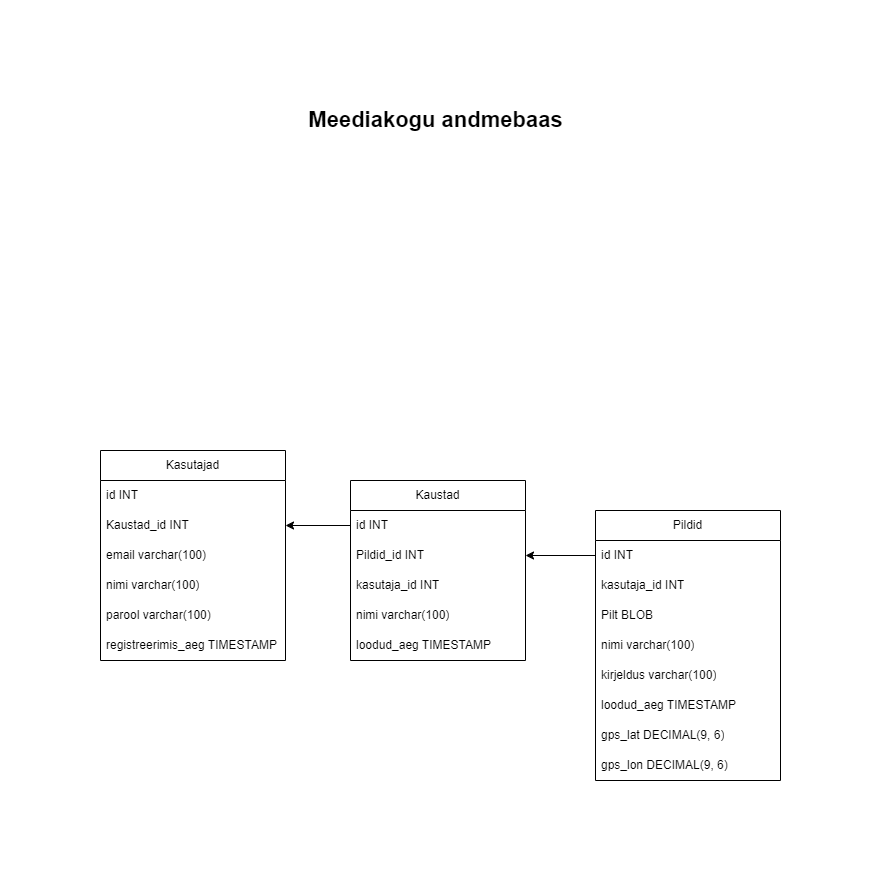 Meediakogu andmebaas
Kasutajad
id INT
Kaustad_id INT
email varchar(100)
nimi varchar(100)
parool varchar(100)
registreerimis_aeg TIMESTAMP
Kaustad
id INT
Pildid_id INT
kasutaja_id INT
nimi varchar(100)
loodud_aeg TIMESTAMP
Pildid
id INT
kasutaja_id INT
Pilt BLOB
nimi varchar(100)
kirjeldus varchar(100)
loodud_aeg TIMESTAMP
gps_lat DECIMAL(9, 6)
gps_lon DECIMAL(9, 6)